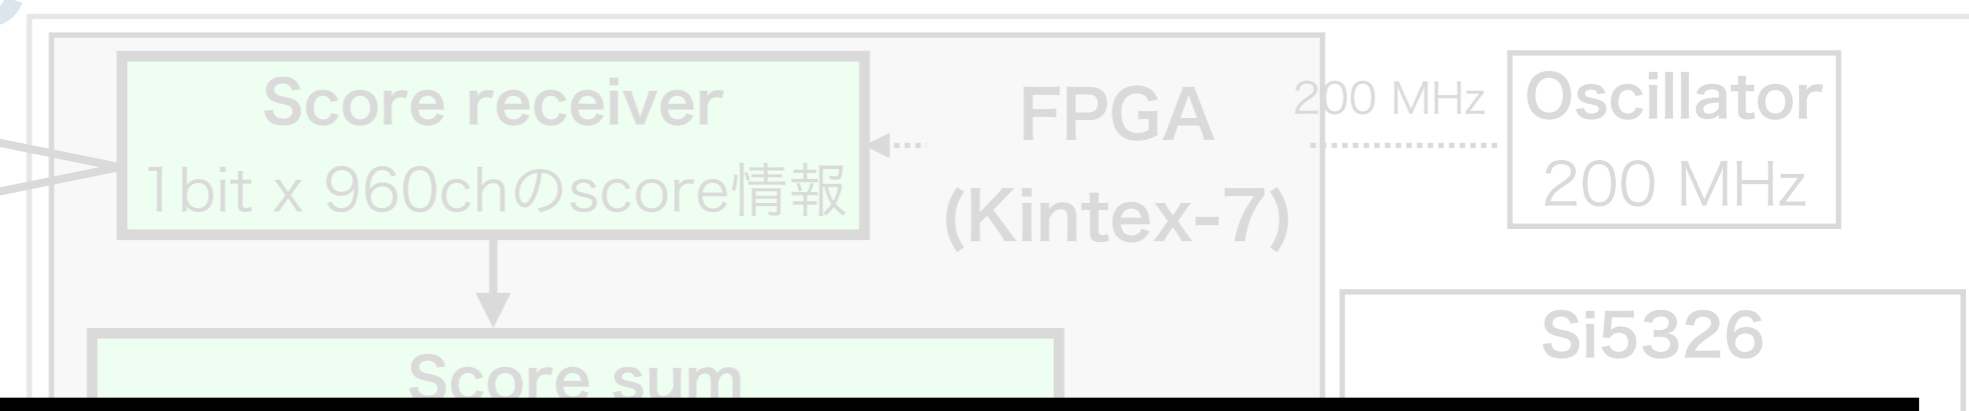 Score receiver
1bit x 960chのscore情報
FPGA
(Kintex-7)
200 MHz
Oscillator
200 MHz
Si5326
Score sum